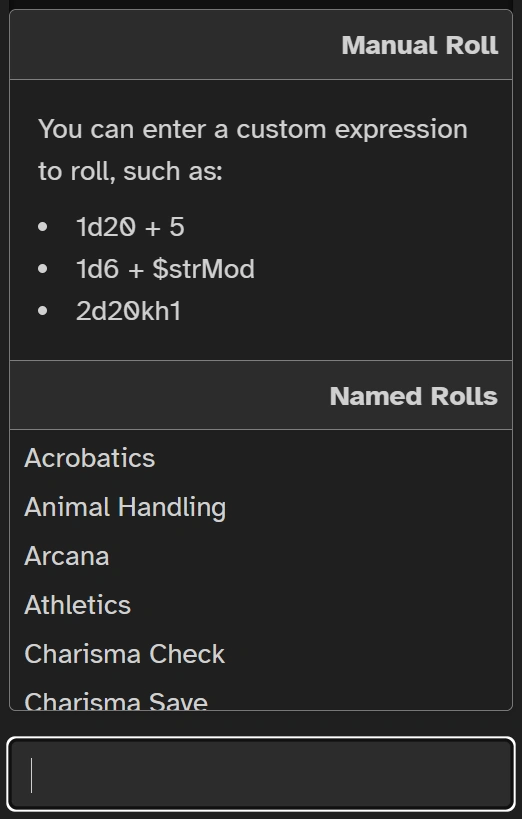 Manual Roll
You can enter a custom expression
to roll, such as:
• 1d20 + 5
• 1d6 + $strMod
• 2d20kh1
Named Rolls
Acrobatics
Animal Handling
Arcana
Athletics
Charisma Check
Charisma Save